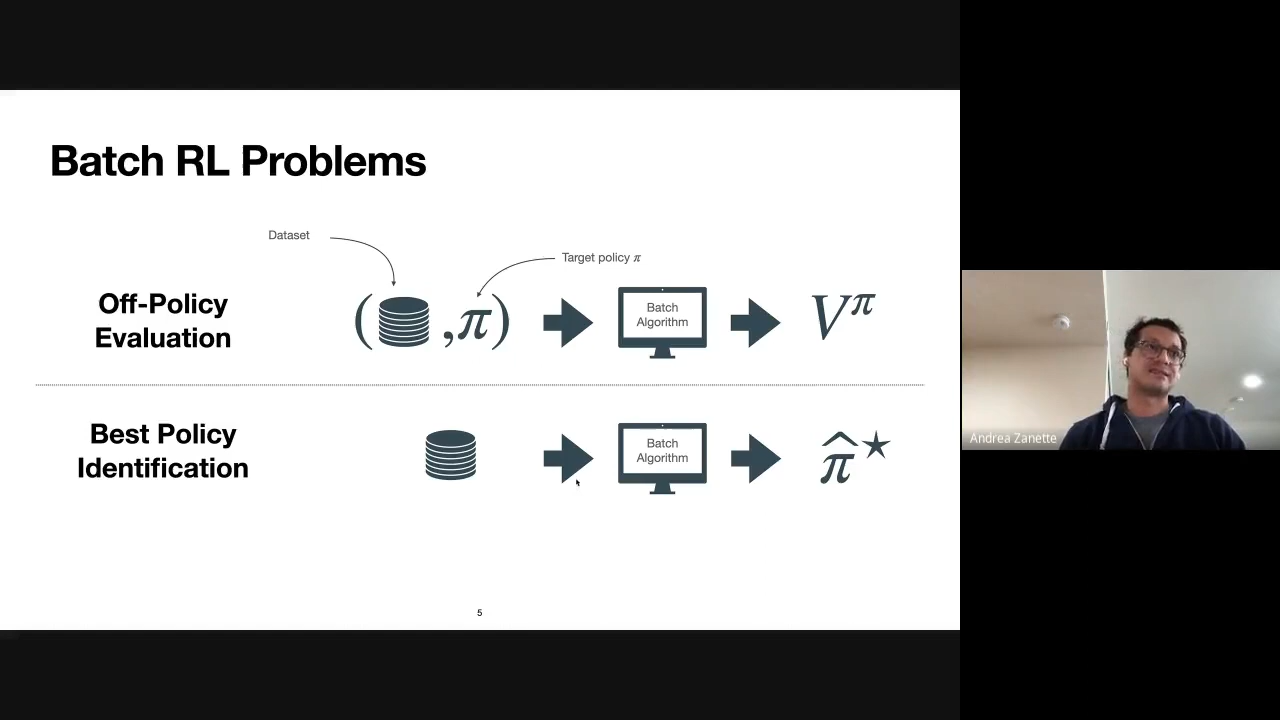 Batch RL Problems
Dataset
Target policy π
Off-Policy
Evaluation
( ,π)
Batch
Algorithm
V^π
Best Policy
Identification
Batch
Algorithm
π̂^★
5
Andrea Zanette